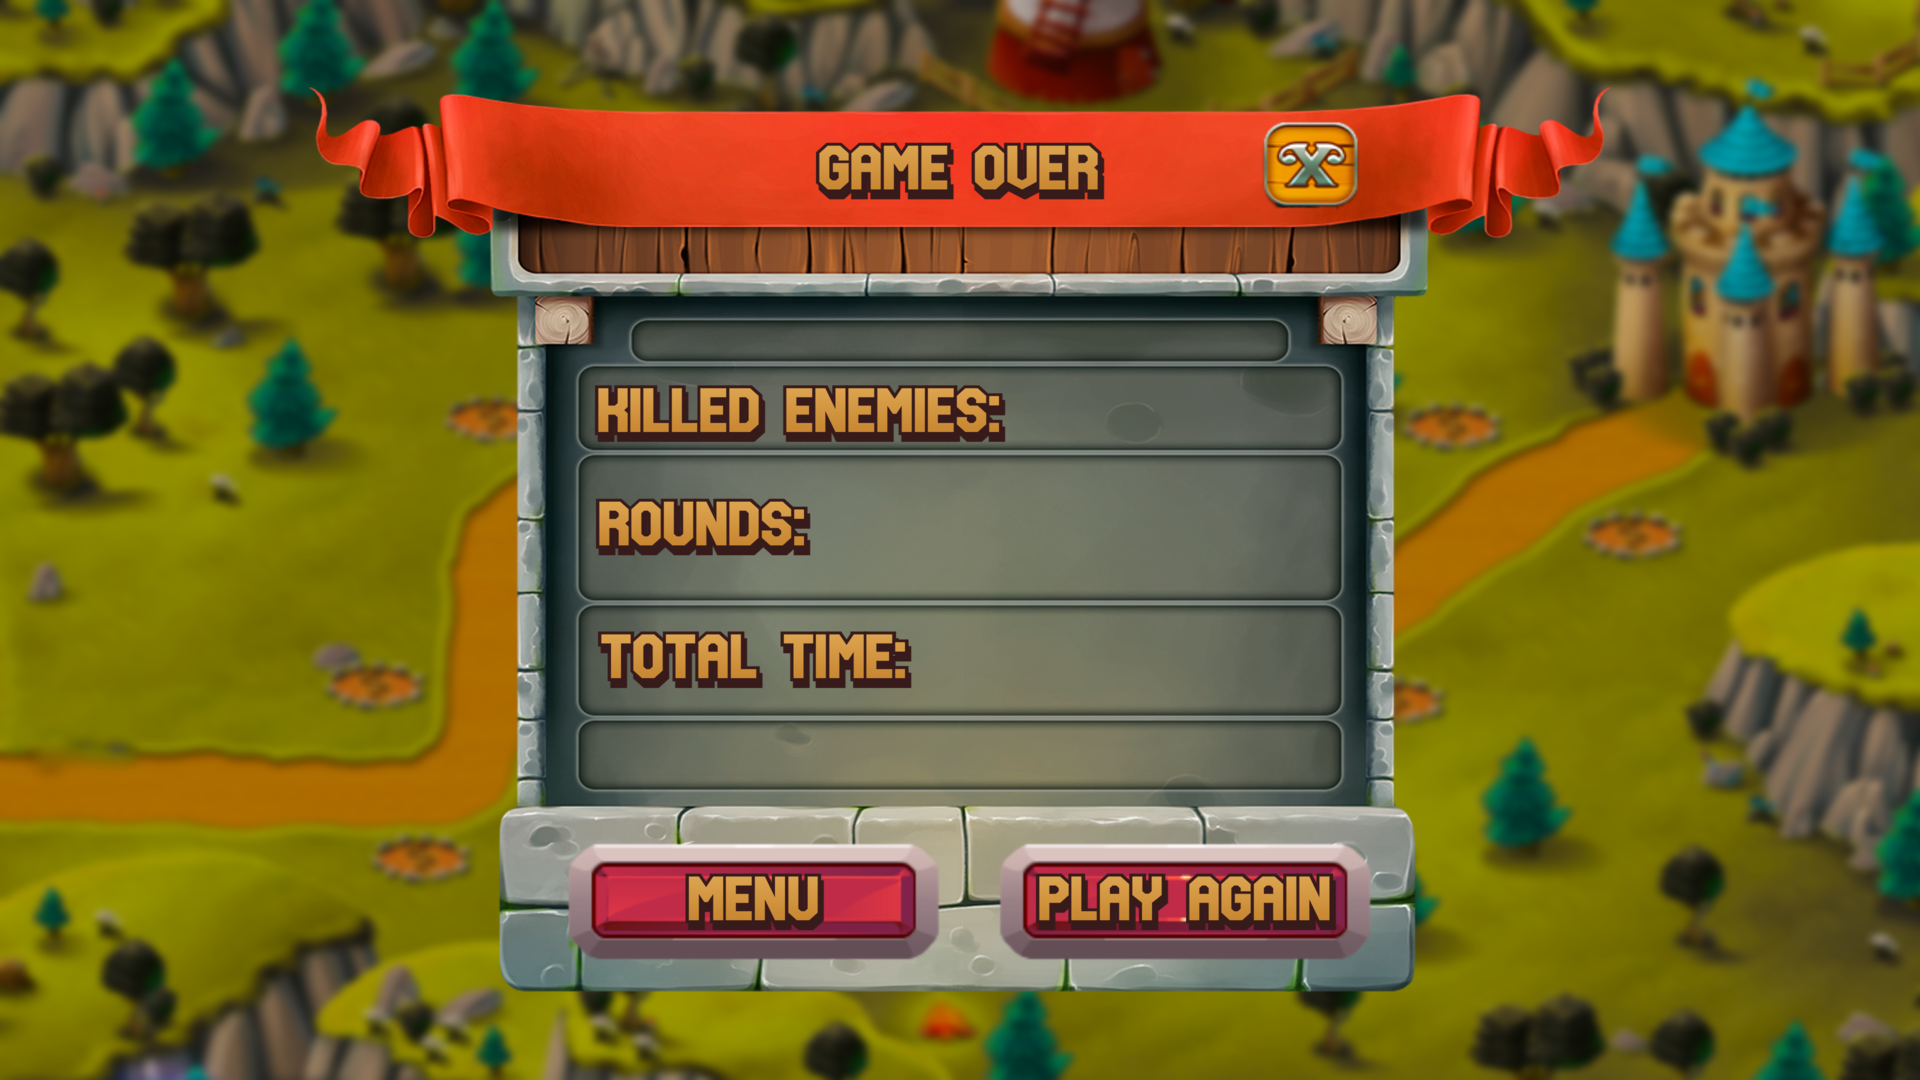 GAME OVER
X
KILLED ENEMIES:
ROUNDS:
TOTAL TIME:
MENU
PLAY AGAIN